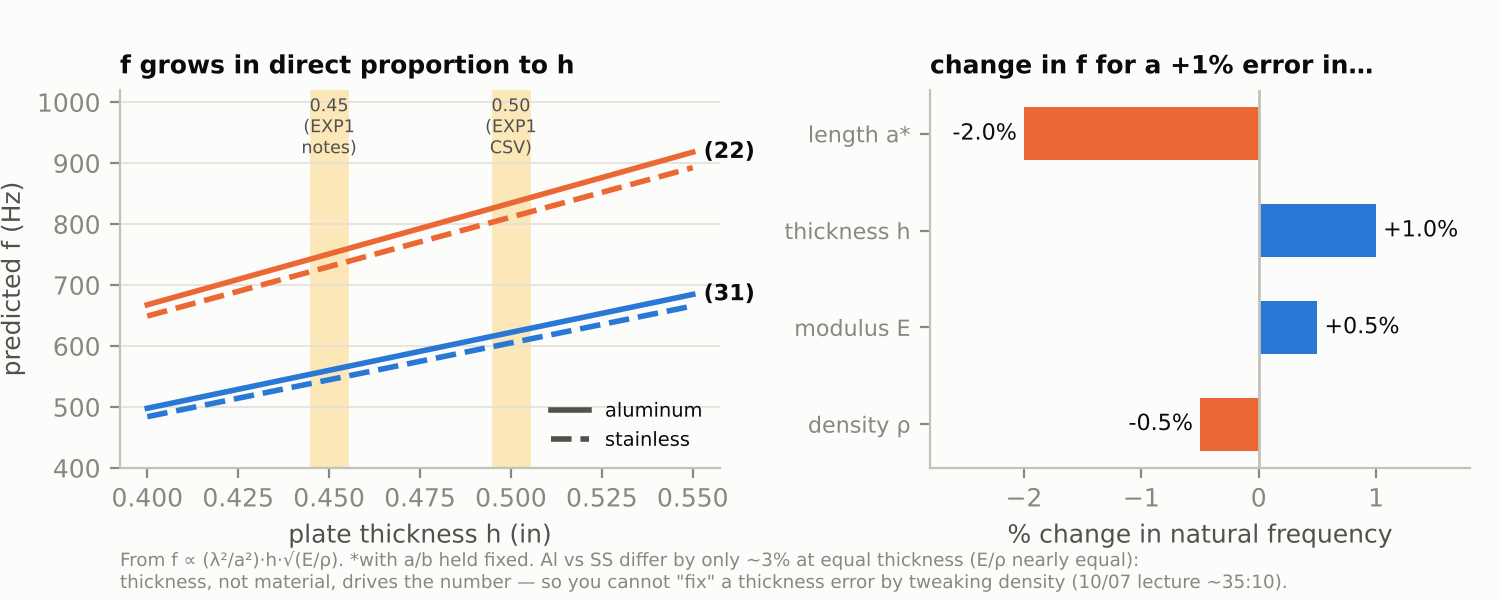 f grows in direct proportion to h
1000
900
800
700
600
500
400
predicted f (Hz)
0.45
(EXP1
notes)
0.50
(EXP1
CSV)
(22)
(31)
aluminum
stainless
0.400 0.425 0.450 0.475 0.500 0.525 0.550
plate thickness h (in)
change in f for a +1% error in…
length a*
-2.0%
thickness h
+1.0%
modulus E
+0.5%
density ρ
-0.5%
−2 −1 0 1
% change in natural frequency
From f ∝ (λ²/a²)·h·√(E/ρ). *with a/b held fixed. Al vs SS differ by only ~3% at equal thickness (E/ρ nearly equal):
thickness, not material, drives the number — so you cannot "fix" a thickness error by tweaking density (10/07 lecture ~35:10).